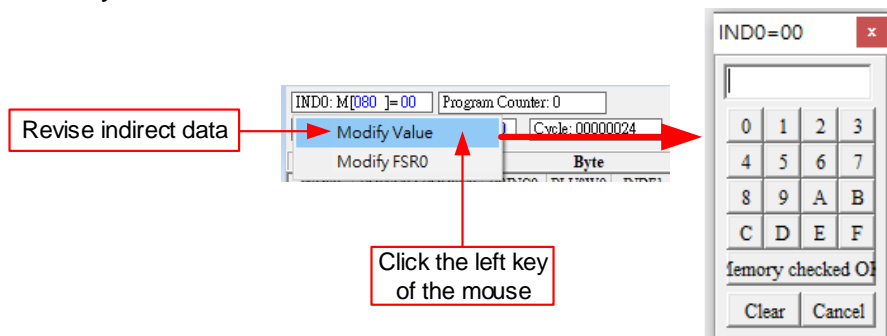 IND0=00
x
IND0: M[080 ]= 00 Program Counter: 0
Revise indirect data
Modify Value
Cycle: 00000024
Modify FSR0
Byte
0 1 2 3
4 5 6 7
8 9 A B
C D E F
checked
Clear Cancel
Click the left key
of the mouse